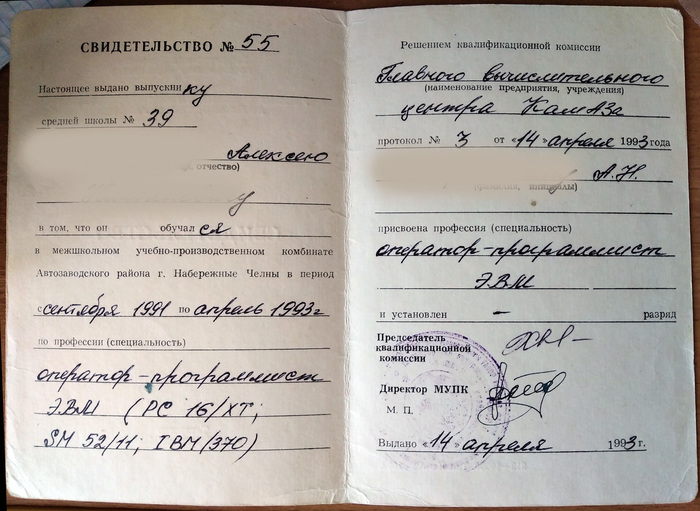 СВИДЕТЕЛЬСТВО № 55
Настоящее выдано выпускнику
средней школы № 39
Алексею
отчество)
у
в том, что он обучался
в межшкольном учебно-производственном комбинате
Автозаводского района г. Набережные Челны в период
с сентября 1991 по апрель 1993г
по профессии (специальность)
оператор-программист
ЭВМ (РС 16/ХТ;
SM 52/11; IBM/370)
Решением квалификационной комиссии
Главного вычислительного
(наименование предприятия, учреждения)
центра КамАЗа
протокол № 3 от «14» апреля 1993 года
А.Н.
(фамилия, инициалы)
присвоена профессия (специальность)
оператор-программист
ЭВМ
и установлен – разряд
Председатель
квалификационной
комиссии
Директор МУПК
М. П.
Выдано «14» апреля 1993 г.